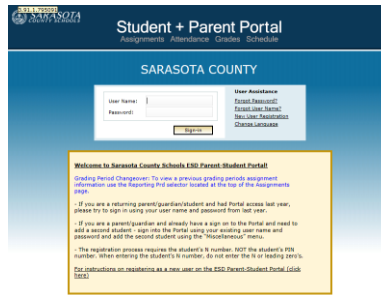 3.91.1.795091
SARASOTA
COUNTY SCHOOLS
Student + Parent Portal
Assignments Attendance Grades Schedule
SARASOTA COUNTY
User Assistance
User Name:
Forgot Password?
Forgot User Name?
Password:
New User Registration
Change Language
Sign-in
Welcome to Sarasota County Schools ESD Parent-Student Portal!
Grading Period Changeover: To view a previous grading periods assignment
information use the Reporting Prd selector located at the top of the Assignments
page.
- If you are a returning parent/guardian/student and had Portal access last year,
please try to sign in using your user name and password from last year.
- If you are a parent/guardian and already have a sign on to the Portal and need to
add a second student - sign into the Portal using your existing user name and
password and add the second student using the "Miscellaneous" menu.
- The registration process requires the student's N number. NOT the student's PIN
number. When entering the student's N number, do not enter the N or leading zero's.
For instructions on registering as a new user on the ESD Parent-Student Portal (click
here)